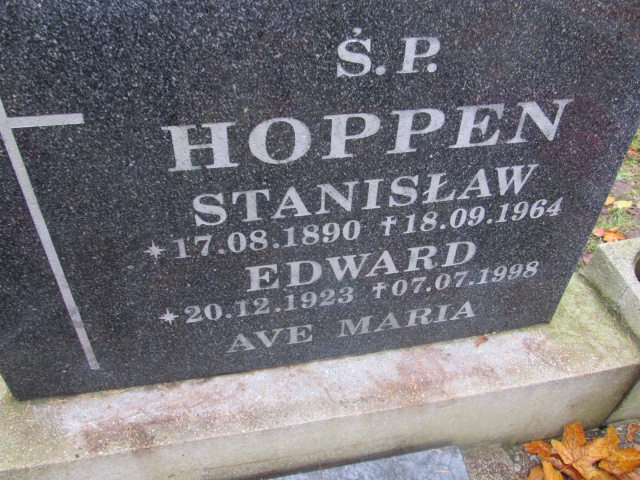 Ś.P.
HOPPEN
STANISŁAW
*17.08.1890 †18.09.1964
EDWARD
*20.12.1923 †07.07.1998
AVE MARIA